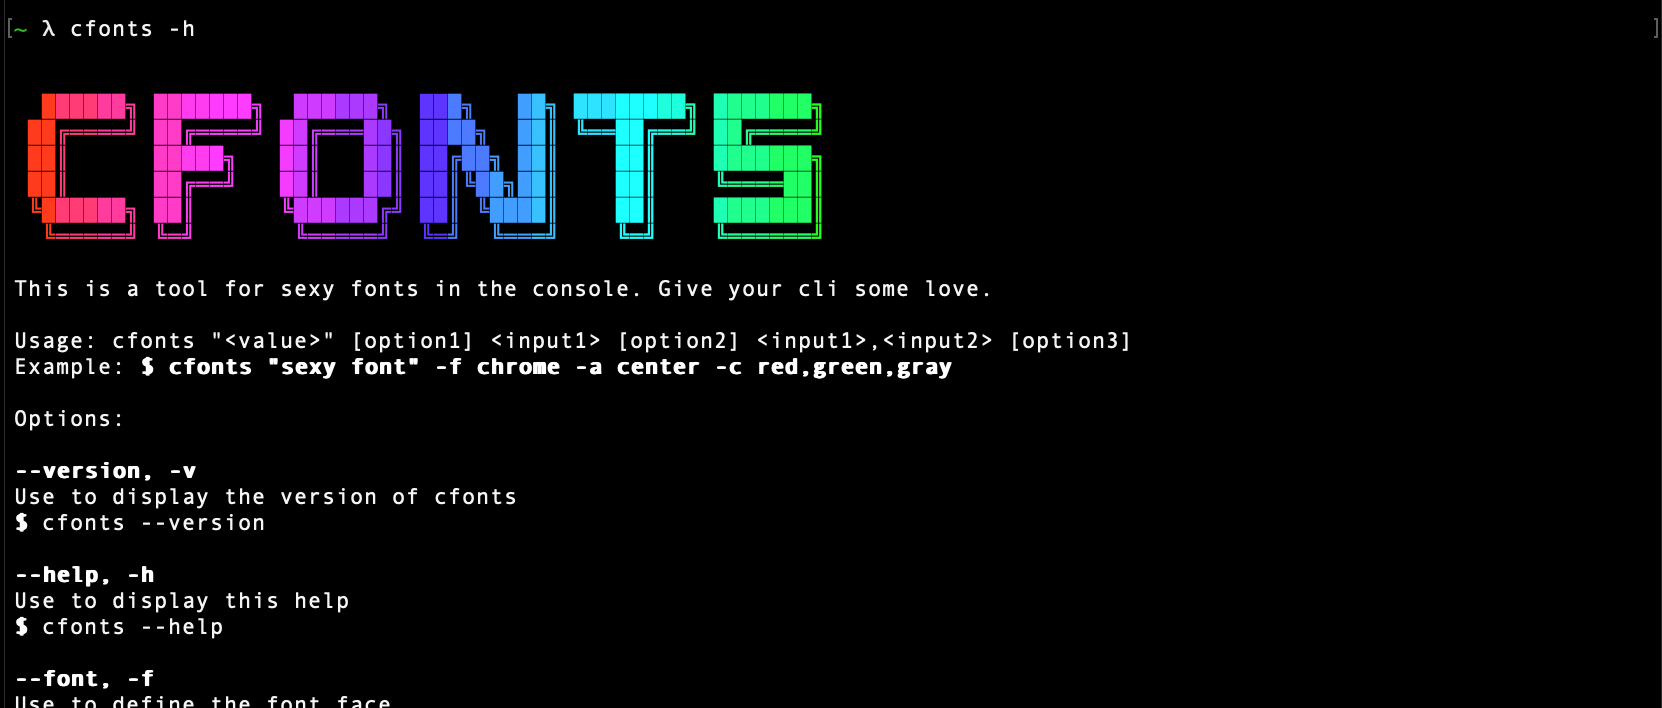 [~ λ cfonts -h ]
CFONTS
This is a tool for sexy fonts in the console. Give your cli some love.
Usage: cfonts "<value>" [option1] <input1> [option2] <input1>,<input2> [option3]
Example: $ cfonts "sexy font" -f chrome -a center -c red,green,gray
Options:
--version, -v
Use to display the version of cfonts
$ cfonts --version
--help, -h
Use to display this help
$ cfonts --help
--font, -f
Use to define the font face